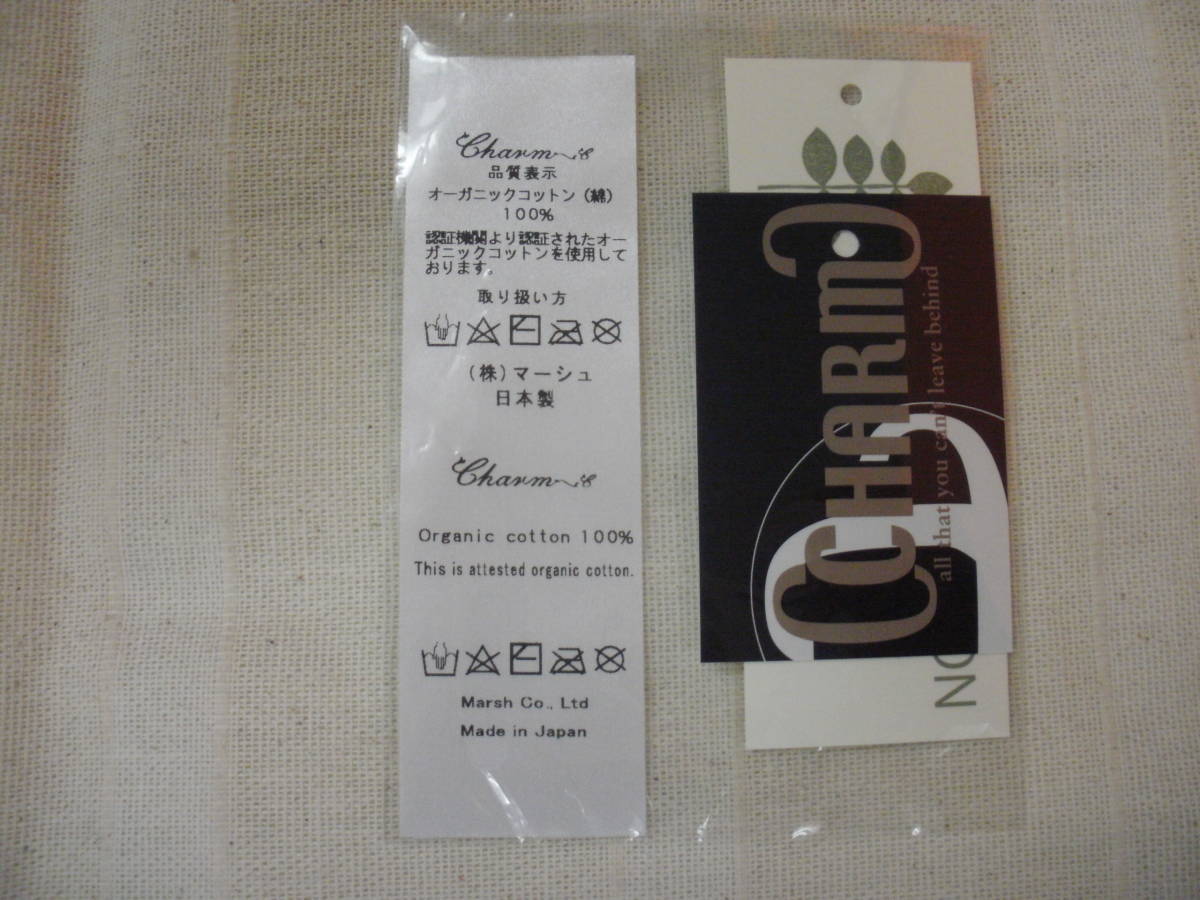 Charm
品質表示
オーガニックコットン（綿）
100%
認証機関より認証されたオー
ガニックコットンを使用して
おります。
取り扱い方
（株）マーシュ
日本製
Charm
Organic cotton 100%
This is attested organic cotton.
Marsh Co., Ltd
Made in Japan
CHARM
all that you can't leave behind